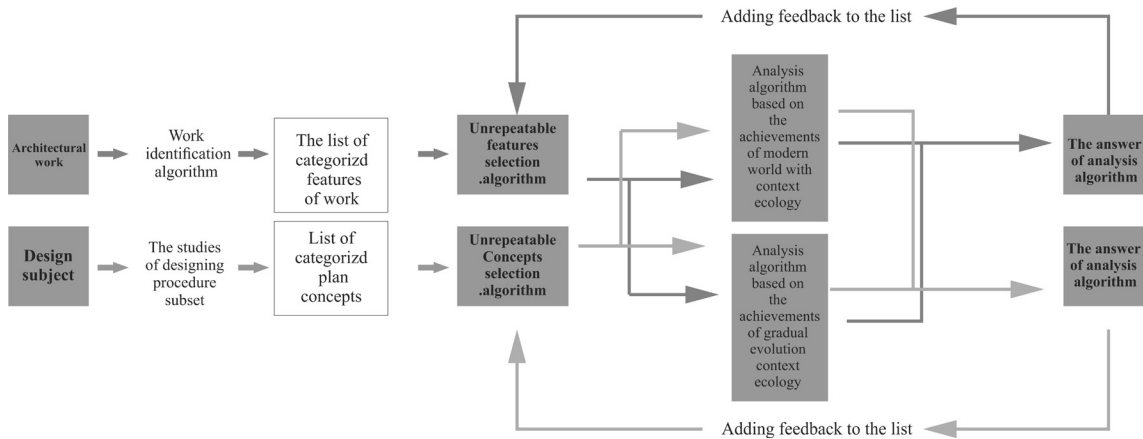 Adding feedback to the list
Architectural
work
Work
identification
algorithm
The list of
categorizd
features
of work
Unrepeatable
features
selection
.algorithm
Analysis
algorithm
based on
the
achievements
of modern
world with
context
ecology
The answer
of analysis
algorithm
Design
subject
The studies
of designing
procedure
subset
List of
categorizd
plan
concepts
Unrepeatable
Concepts
selection
.algorithm
Analysis
algorithm
based on
the
achievements
of gradual
evolution
context
ecology
The answer
of analysis
algorithm
Adding feedback to the list